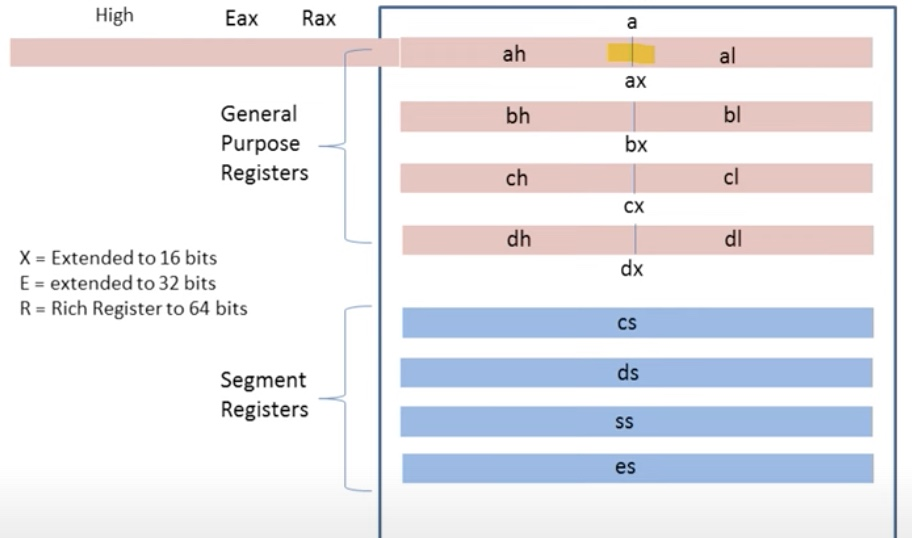 High Eax Rax
a
ah al
ax
General
Purpose
Registers
bh bl
bx
ch cl
cx
dh dl
dx
X = Extended to 16 bits
E = extended to 32 bits
R = Rich Register to 64 bits
Segment
Registers
cs
ds
ss
es